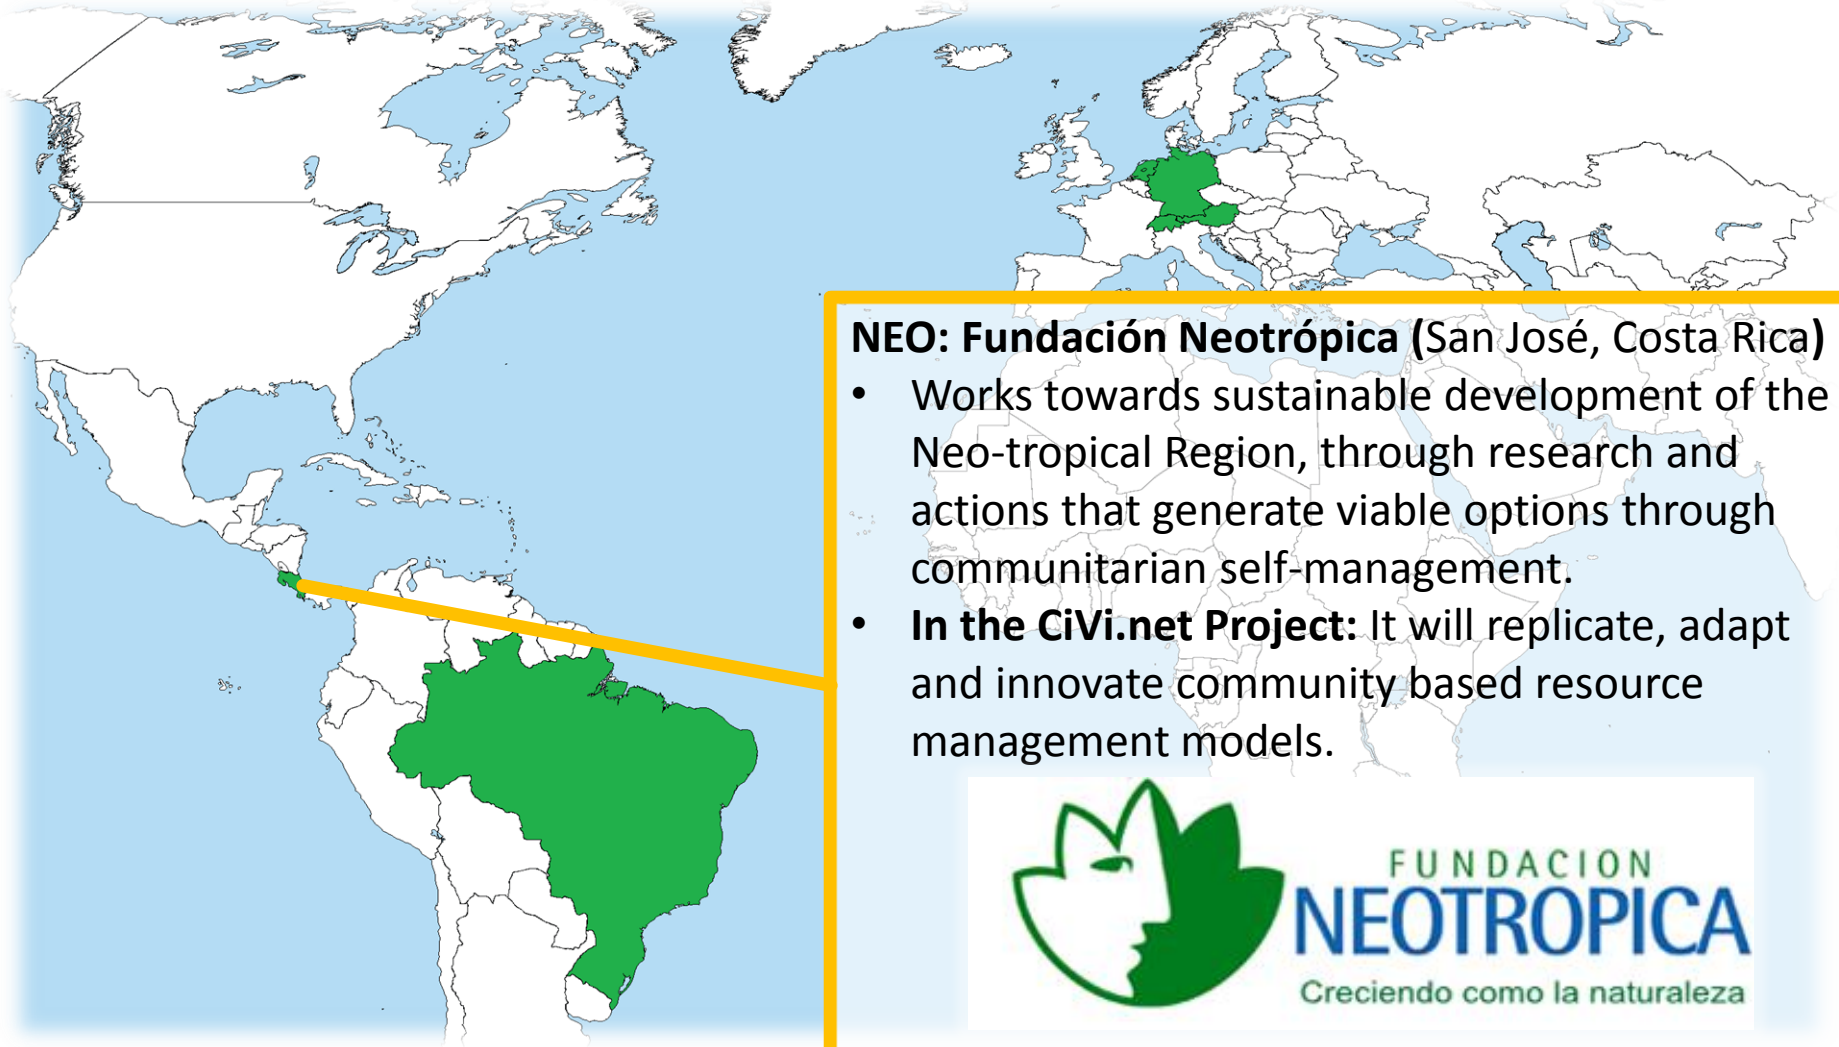 NEO: Fundación Neotrópica (San José, Costa Rica)
• Works towards sustainable development of the
Neo-tropical Region, through research and
actions that generate viable options through
communitarian self-management.
• In the CiVi.net Project: It will replicate, adapt
and innovate community based resource
management models.
FUNDACION
NEOTROPICA
Creciendo como la naturaleza